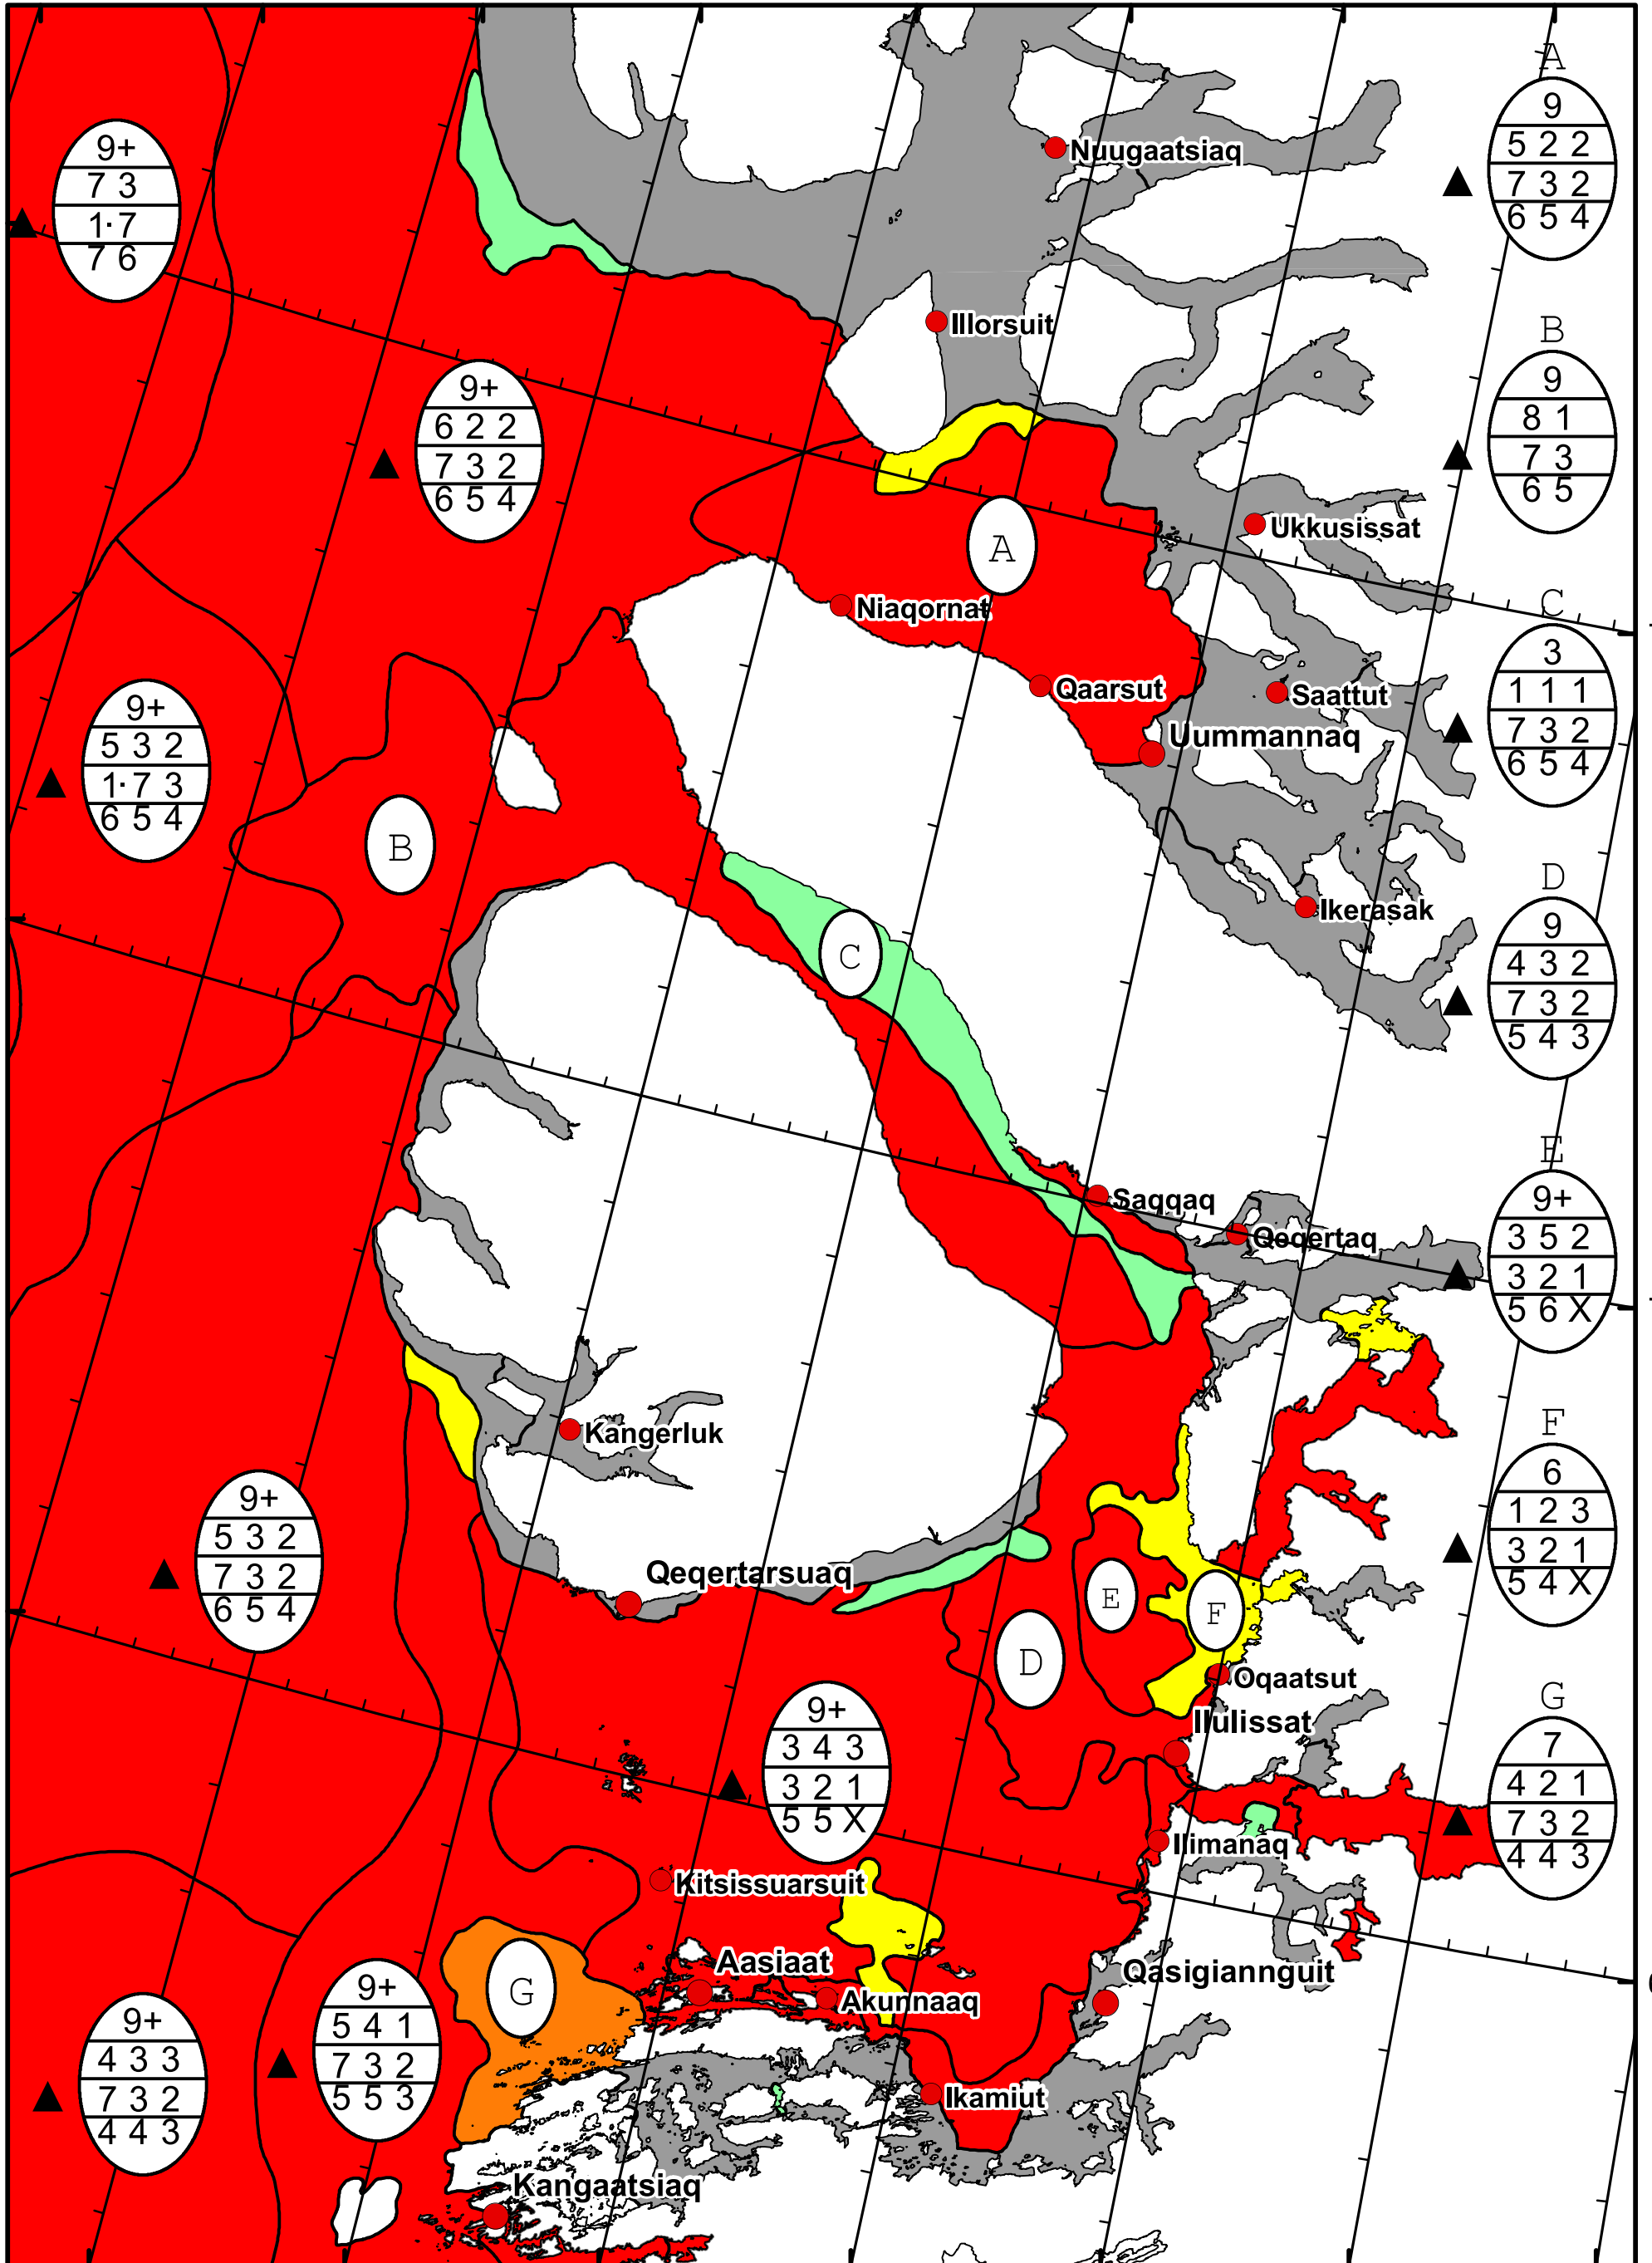 A
9
5 2 2
7 3 2
6 5 4
9+
7 3
1·7
7 6
Nuugaatsiaq
Illorsuit
B
9
8 1
7 3
6 5
9+
6 2 2
7 3 2
6 5 4
Ukkusissat
A
Niaqornat
C
3
1 1 1
7 3 2
6 5 4
Qaarsut
Saattut
Uummannaq
9+
5 3 2
1·7 3
6 5 4
B
Ikerasak
C
D
9
4 3 2
7 3 2
5 4 3
Saqqaq
Qeqertaq
E
9+
3 5 2
3 2 1
5 6 X
Kangerluk
F
6
1 2 3
3 2 1
5 4 X
9+
5 3 2
7 3 2
6 5 4
Qeqertarsuaq
E
F
D
Oqaatsut
Ilulissat
G
7
4 2 1
7 3 2
4 4 3
9+
3 4 3
3 2 1
5 5 X
Ilimanaq
Kitsissuarsuit
Aasiaat
G
Akunnaaq
Qasigiannguit
9+
5 4 1
7 3 2
5 5 3
9+
4 3 3
7 3 2
4 4 3
Ikamiut
Kangaatsiaq